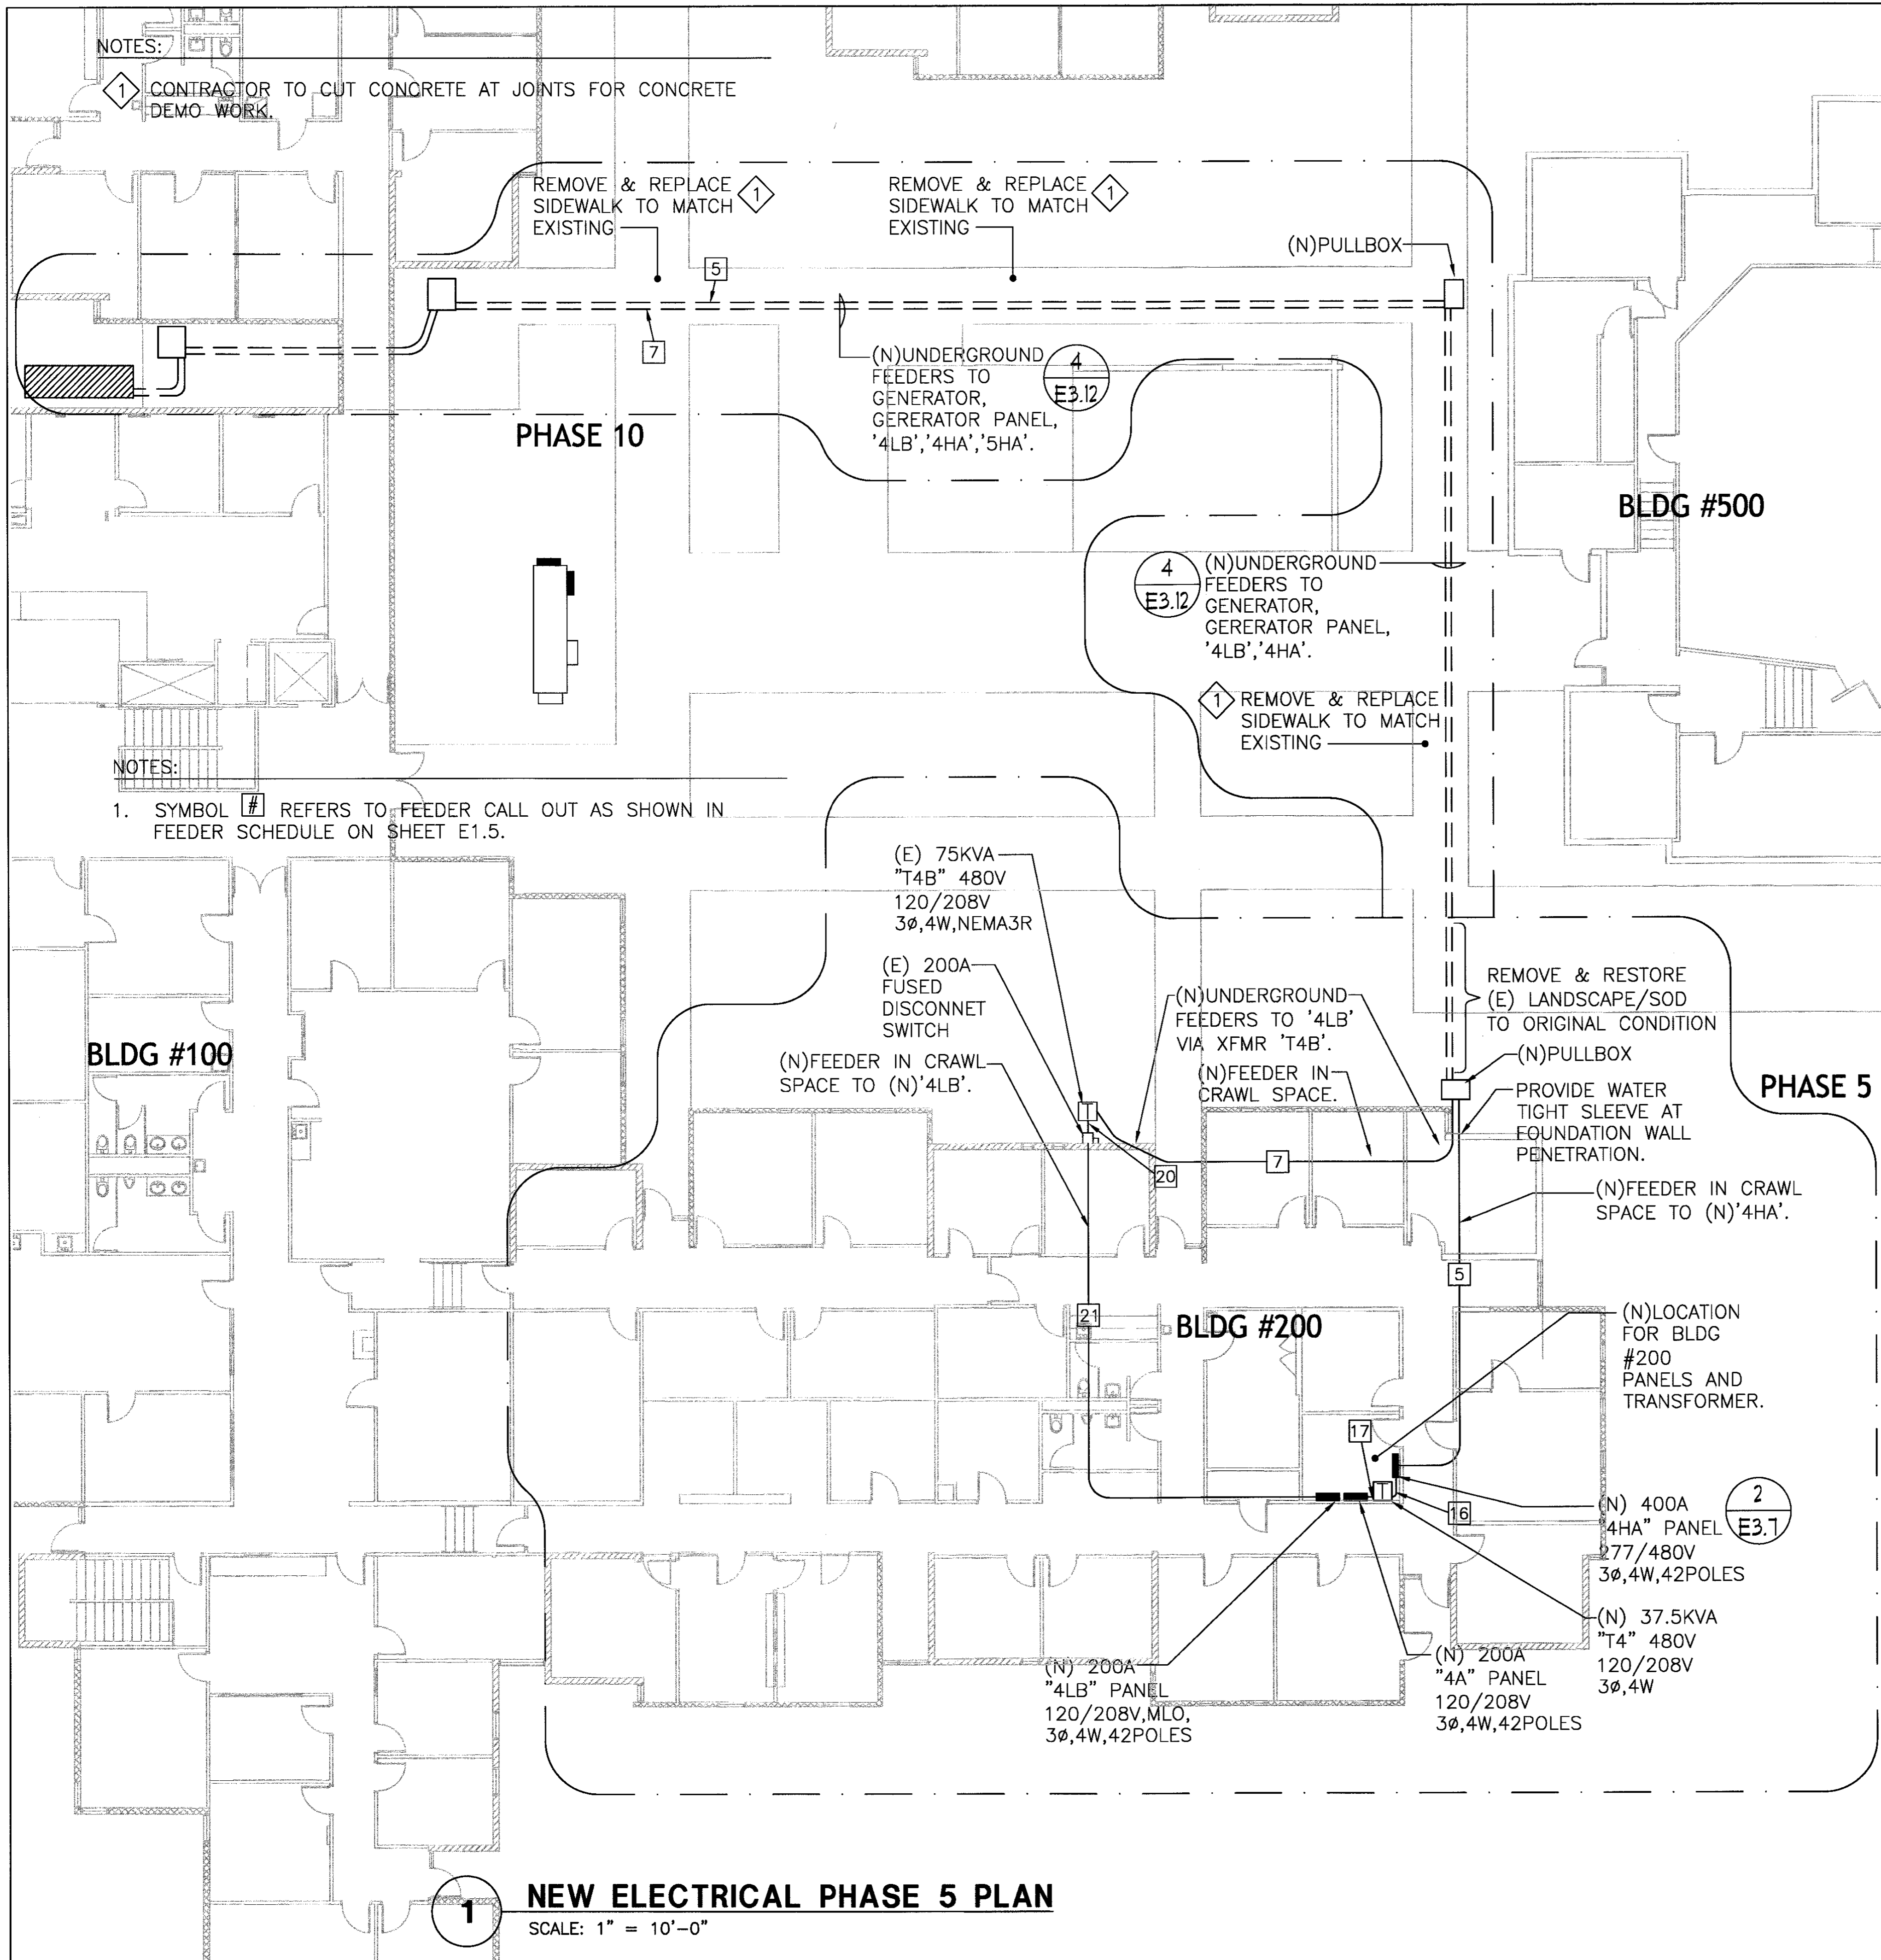 NOTES:
1 CONTRACTOR TO CUT CONCRETE AT JOINTS FOR CONCRETE
DEMO WORK.
REMOVE & REPLACE 1
SIDEWALK TO MATCH
EXISTING
REMOVE & REPLACE 1
SIDEWALK TO MATCH
EXISTING
(N)PULLBOX
5
7
(N)UNDERGROUND
FEEDERS TO
GENERATOR,
GERERATOR PANEL,
'4LB','4HA','5HA'.
4
E3.12
PHASE 10
BLDG #500
4
E3.12
(N)UNDERGROUND
FEEDERS TO
GENERATOR,
GERERATOR PANEL,
'4LB','4HA'.
1 REMOVE & REPLACE
SIDEWALK TO MATCH
EXISTING
NOTES:
1. SYMBOL # REFERS TO FEEDER CALL OUT AS SHOWN IN
FEEDER SCHEDULE ON SHEET E1.5.
(E) 75KVA
"T4B" 480V
120/208V
3ø,4W,NEMA3R
(E) 200A
FUSED
DISCONNET
SWITCH
(N)FEEDER IN CRAWL
SPACE TO (N)'4LB'.
(N)UNDERGROUND
FEEDERS TO '4LB'
VIA XFMR 'T4B'.
(N)FEEDER IN
CRAWL SPACE.
REMOVE & RESTORE
(E) LANDSCAPE/SOD
TO ORIGINAL CONDITION
(N)PULLBOX
PROVIDE WATER
TIGHT SLEEVE AT
FOUNDATION WALL
PENETRATION.
PHASE 5
BLDG #100
T
20
7
(N)FEEDER IN CRAWL
SPACE TO (N)'4HA'.
5
21
BLDG #200
(N)LOCATION
FOR BLDG
#200
PANELS AND
TRANSFORMER.
17
T
16
(N) 400A
"4HA" PANEL
277/480V
3ø,4W,42POLES
2
E3.7
(N) 37.5KVA
"T4" 480V
120/208V
3ø,4W
(N) 200A
"4LB" PANEL
120/208V,MLO,
3ø,4W,42POLES
(N) 200A
"4A" PANEL
120/208V
3ø,4W,42POLES
1 NEW ELECTRICAL PHASE 5 PLAN
SCALE: 1" = 10'-0"